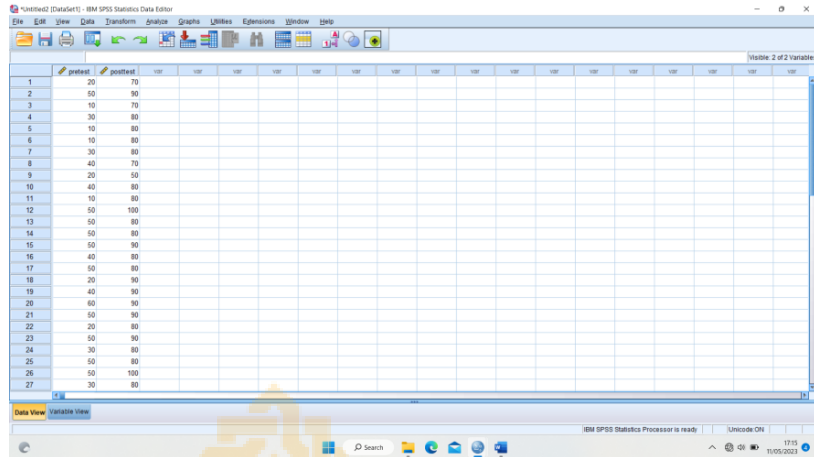 *Untitled2 [DataSet1] - IBM SPSS Statistics Data Editor
File Edit View Data Transform Analyze Graphs Utilities Extensions Window Help
Visible: 2 of 2 Variable
pretest posttest var var var var var var var var var var var var var var var
1 20 70
2 50 90
3 10 70
4 30 80
5 10 80
6 10 80
7 30 80
8 40 70
9 20 50
10 40 80
11 10 80
12 50 100
13 50 80
14 50 80
15 50 90
16 40 80
17 50 80
18 20 90
19 40 90
20 60 90
21 50 90
22 20 80
23 50 90
24 30 80
25 50 80
26 50 100
27 30 80
Data View Variable View
IBM SPSS Statistics Processor is ready Unicode:ON
Search
17:15
11/05/2023